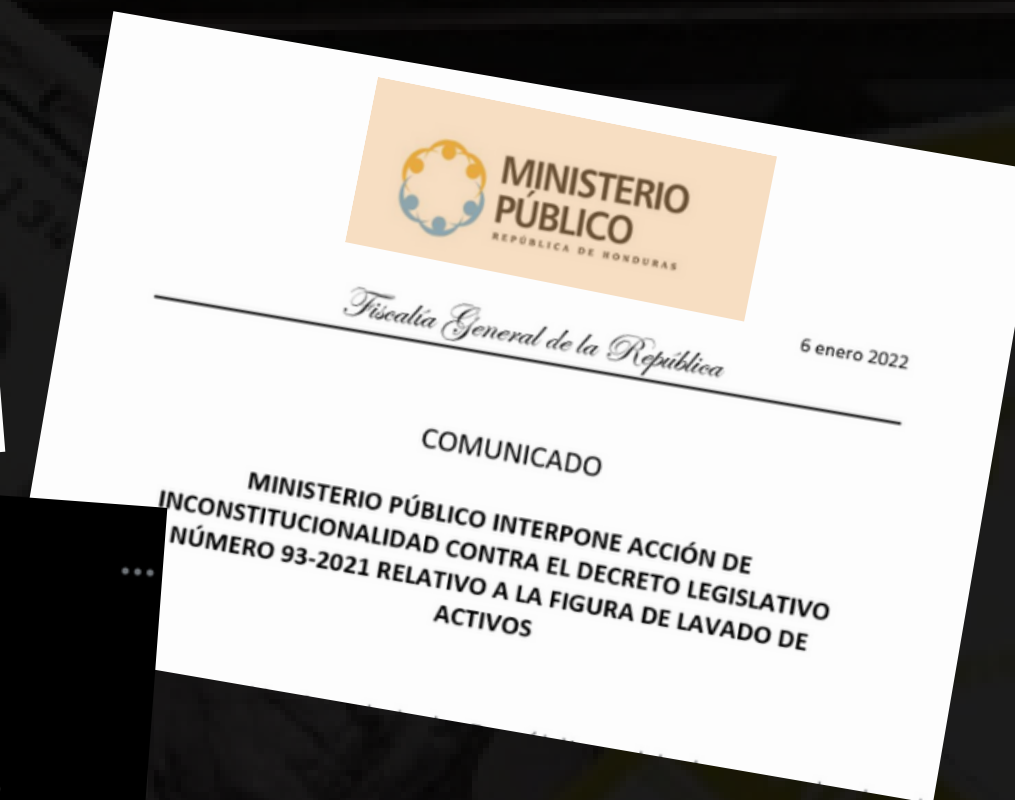 MINISTERIO
PÚBLICO
REPÚBLICA DE HONDURAS
Fiscalía General de la República
6 enero 2022
COMUNICADO
MINISTERIO PÚBLICO INTERPONE ACCIÓN DE
INCONSTITUCIONALIDAD CONTRA EL DECRETO LEGISLATIVO
NÚMERO 93-2021 RELATIVO A LA FIGURA DE LAVADO DE
ACTIVOS